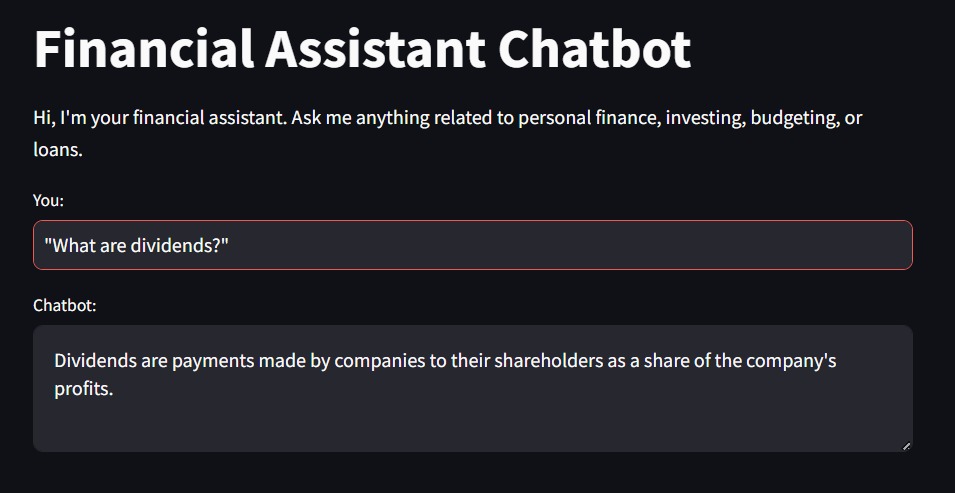 Financial Assistant Chatbot
Hi, I'm your financial assistant. Ask me anything related to personal finance, investing, budgeting, or
loans.
You:
"What are dividends?"
Chatbot:
Dividends are payments made by companies to their shareholders as a share of the company's
profits.